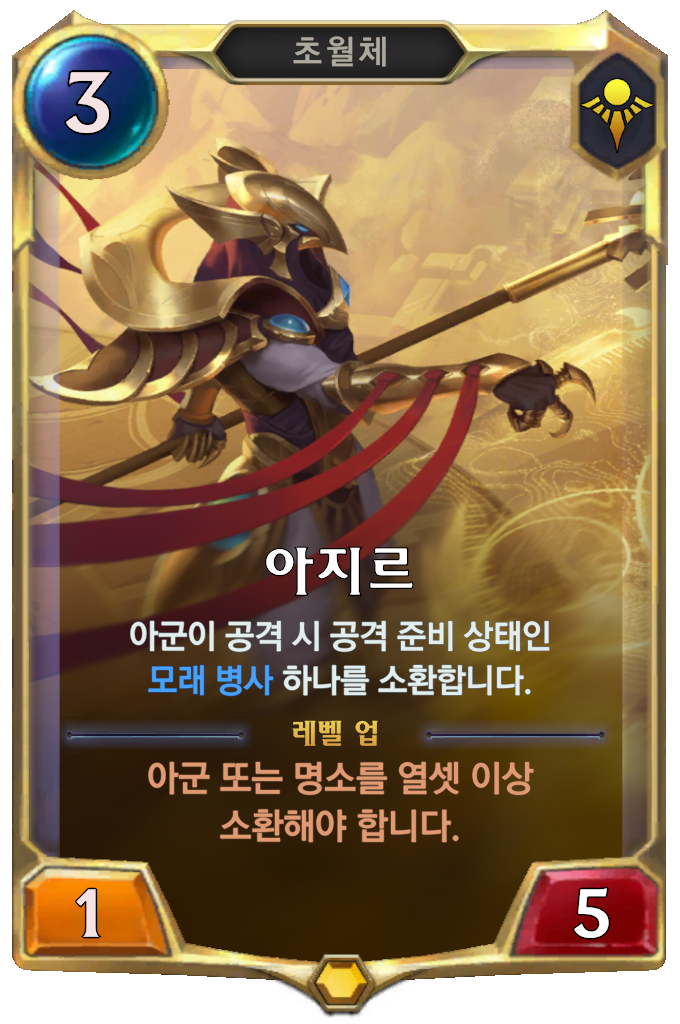 초월체
3
아지르
아군이 공격 시 공격 준비 상태인
모래 병사 하나를 소환합니다.
레벨 업
아군 또는 명소를 열셋 이상
소환해야 합니다.
1
5